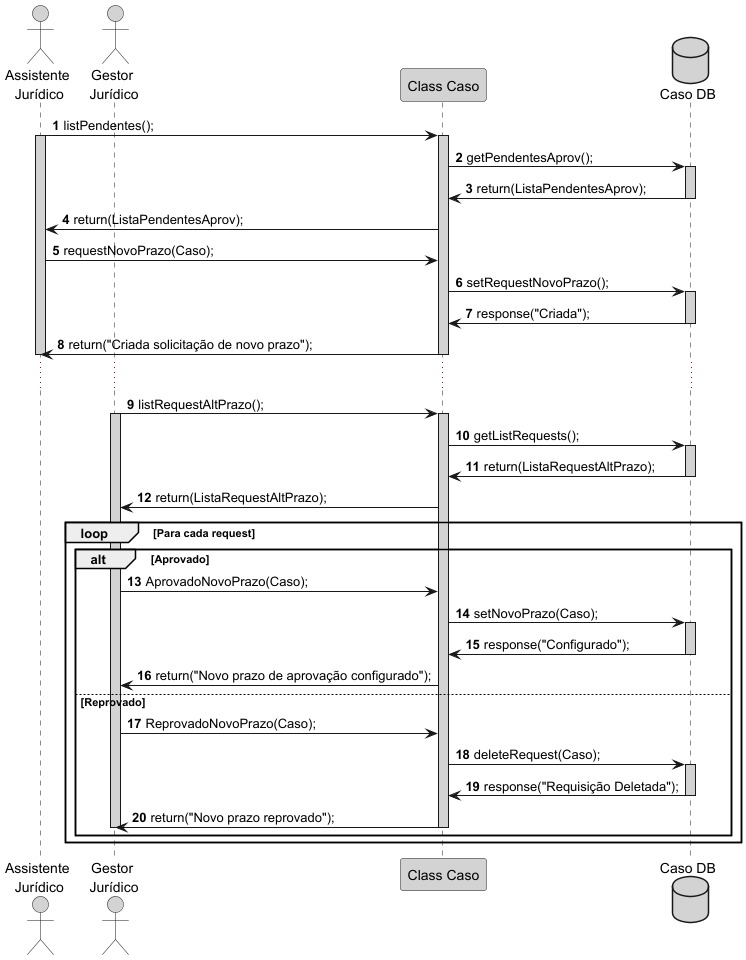 Assistente
Jurídico
Gestor
Jurídico
Class Caso
Caso DB
1 listPendentes();
2 getPendentesAprov();
3 return(ListaPendentesAprov);
4 return(ListaPendentesAprov);
5 requestNovoPrazo(Caso);
6 setRequestNovoPrazo();
7 response("Criada");
8 return("Criada solicitação de novo prazo");
9 listRequestAltPrazo();
10 getListRequests();
11 return(ListaRequestAltPrazo);
12 return(ListaRequestAltPrazo);
loop [Para cada request]
alt [Aprovado]
13 AprovadoNovoPrazo(Caso);
14 setNovoPrazo(Caso);
15 response("Configurado");
16 return("Novo prazo de aprovação configurado");
[Reprovado]
17 ReprovadoNovoPrazo(Caso);
18 deleteRequest(Caso);
19 response("Requisição Deletada");
20 return("Novo prazo reprovado");
Assistente
Jurídico
Gestor
Jurídico
Class Caso
Caso DB